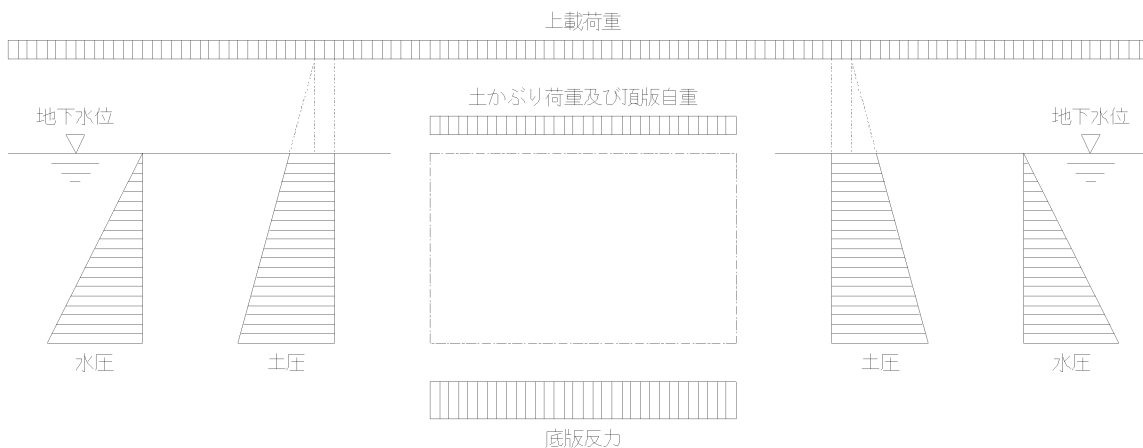 上載荷重
土かぶり荷重及び頂版自重
地下水位
地下水位
水圧
土圧
土圧
水圧
底版反力